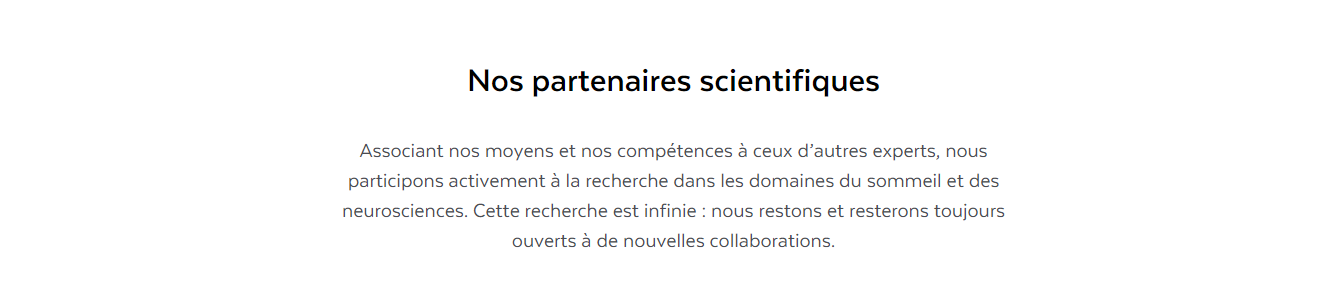 Nos partenaires scientifiques
Associant nos moyens et nos compétences à ceux d’autres experts, nous
participons activement à la recherche dans les domaines du sommeil et des
neurosciences. Cette recherche est infinie : nous restons et resterons toujours
ouverts à de nouvelles collaborations.